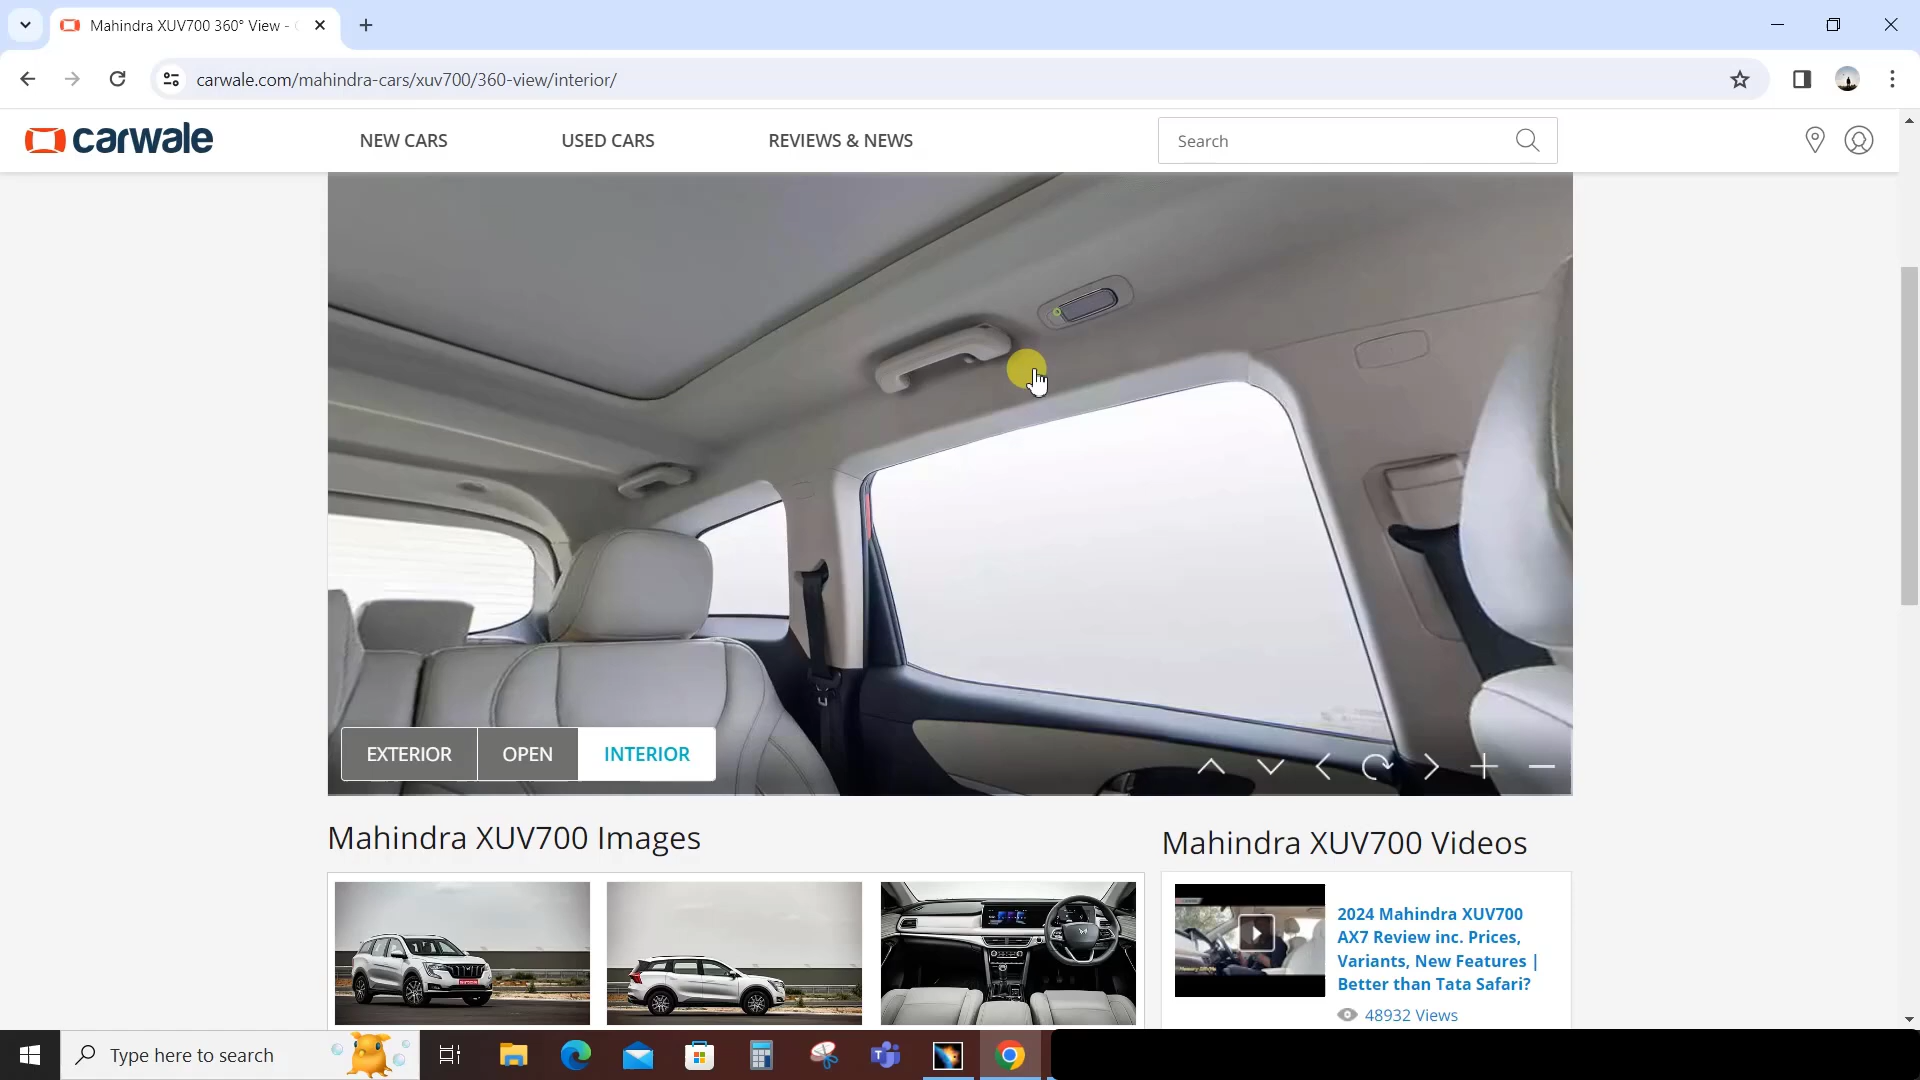 Mahindra XUV700 360° View -
carwale.com/mahindra-cars/xuv700/360-view/interior/
carwale
NEW CARS
USED CARS
REVIEWS & NEWS
Search
EXTERIOR
OPEN
INTERIOR
Mahindra XUV700 Images
Mahindra XUV700 Videos
2024 Mahindra XUV700
AX7 Review inc. Prices,
Variants, New Features |
Better than Tata Safari?
48932 Views
Type here to search